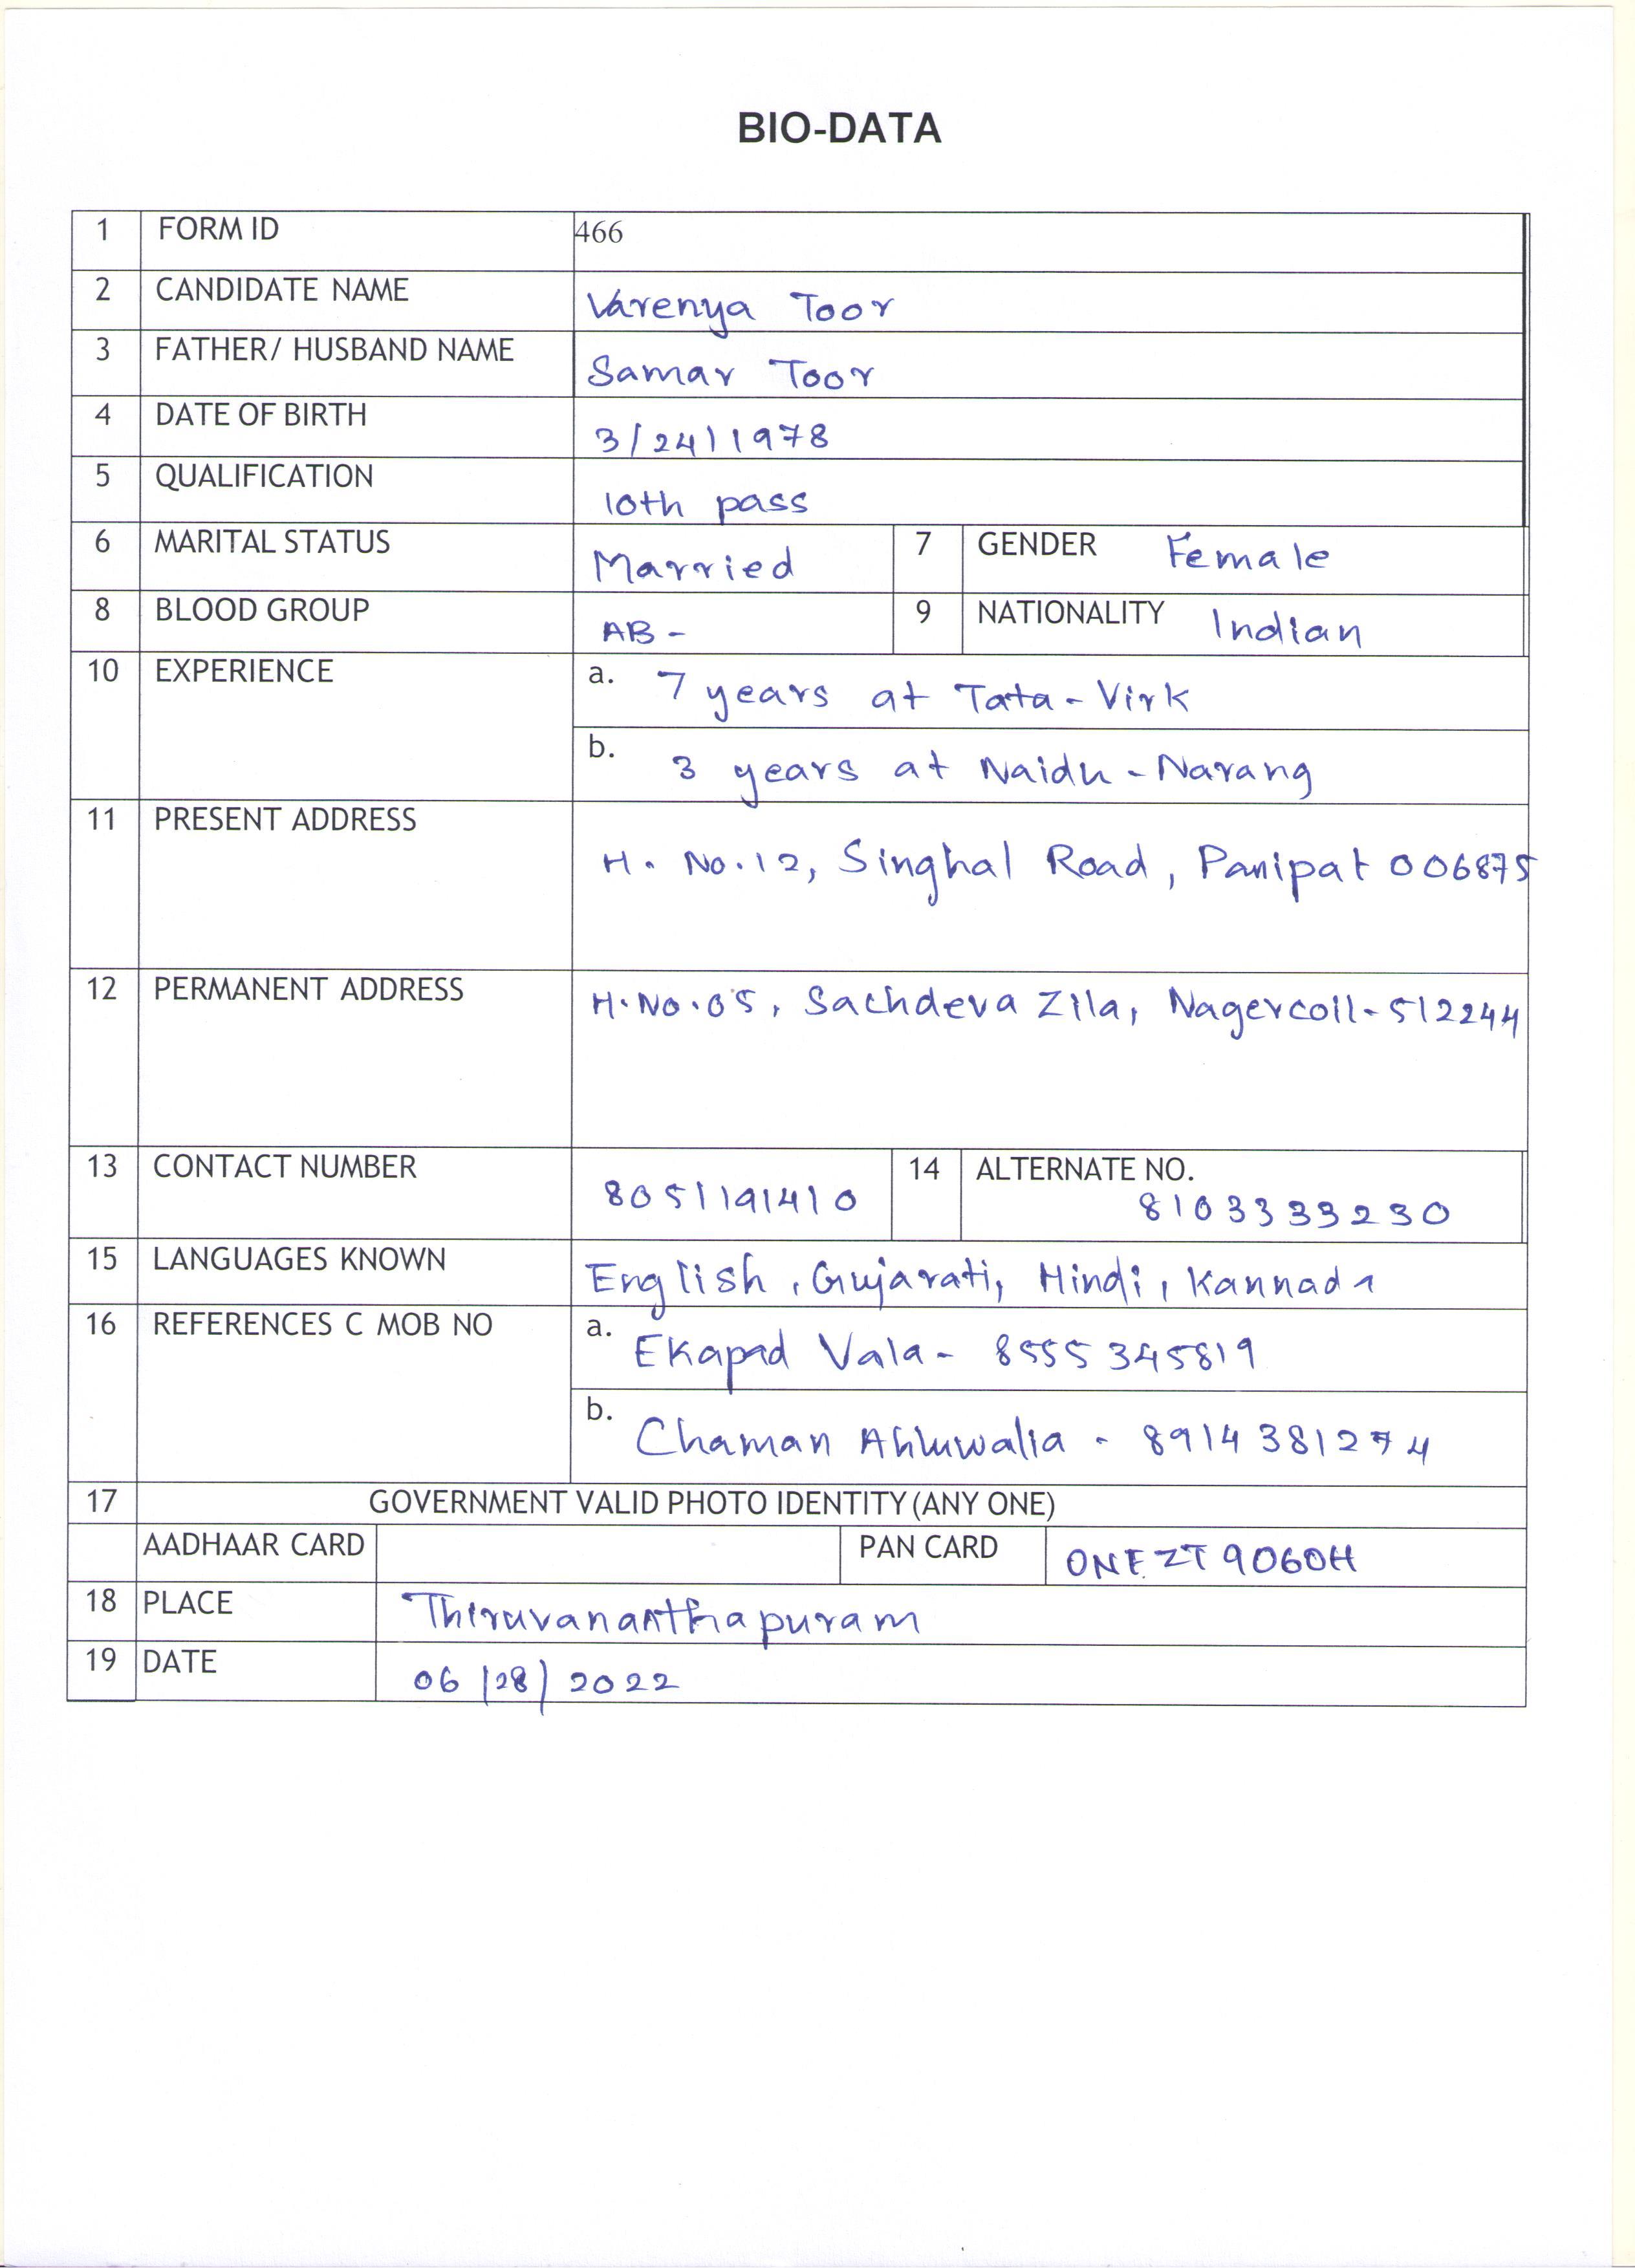 BIO-DATA
1 FORM ID 466
2 CANDIDATE NAME Varenya Toor
3 FATHER/ HUSBAND NAME Samar Toor
4 DATE OF BIRTH 3/24/1978
5 QUALIFICATION 10th pass
6 MARITAL STATUS Married 7 GENDER Female
8 BLOOD GROUP AB- 9 NATIONALITY Indian
10 EXPERIENCE a. 7 years at Tata-Virk
b. 3 years at Naidu-Narang
11 PRESENT ADDRESS
H. No.12, Singhal Road, Panipat 006875
12 PERMANENT ADDRESS H.No.05, Sachdeva Zila, Nagercoil-512244
13 CONTACT NUMBER 8051191410 14 ALTERNATE NO. 8103333230
15 LANGUAGES KNOWN English, Gujarati, Hindi, Kannada
16 REFERENCES C MOB NO a. Ekapad Vala- 8555345819
b. Chaman Ahluwalia - 8914381274
17 GOVERNMENT VALID PHOTO IDENTITY (ANY ONE)
AADHAAR CARD PAN CARD ONEZT9060H
18 PLACE Thiruvananthapuram
19 DATE 06/28/2022